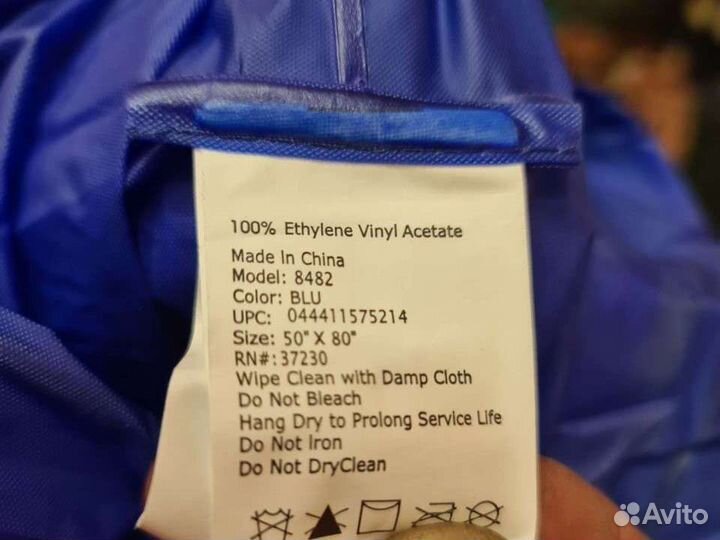 100% Ethylene Vinyl Acetate
Made In China
Model: 8482
Color: BLU
UPC: 044411575214
Size: 50" X 80"
RN#: 37230
Wipe Clean with Damp Cloth
Do Not Bleach
Hang Dry to Prolong Service Life
Do Not Iron
Do Not DryClean
Avito